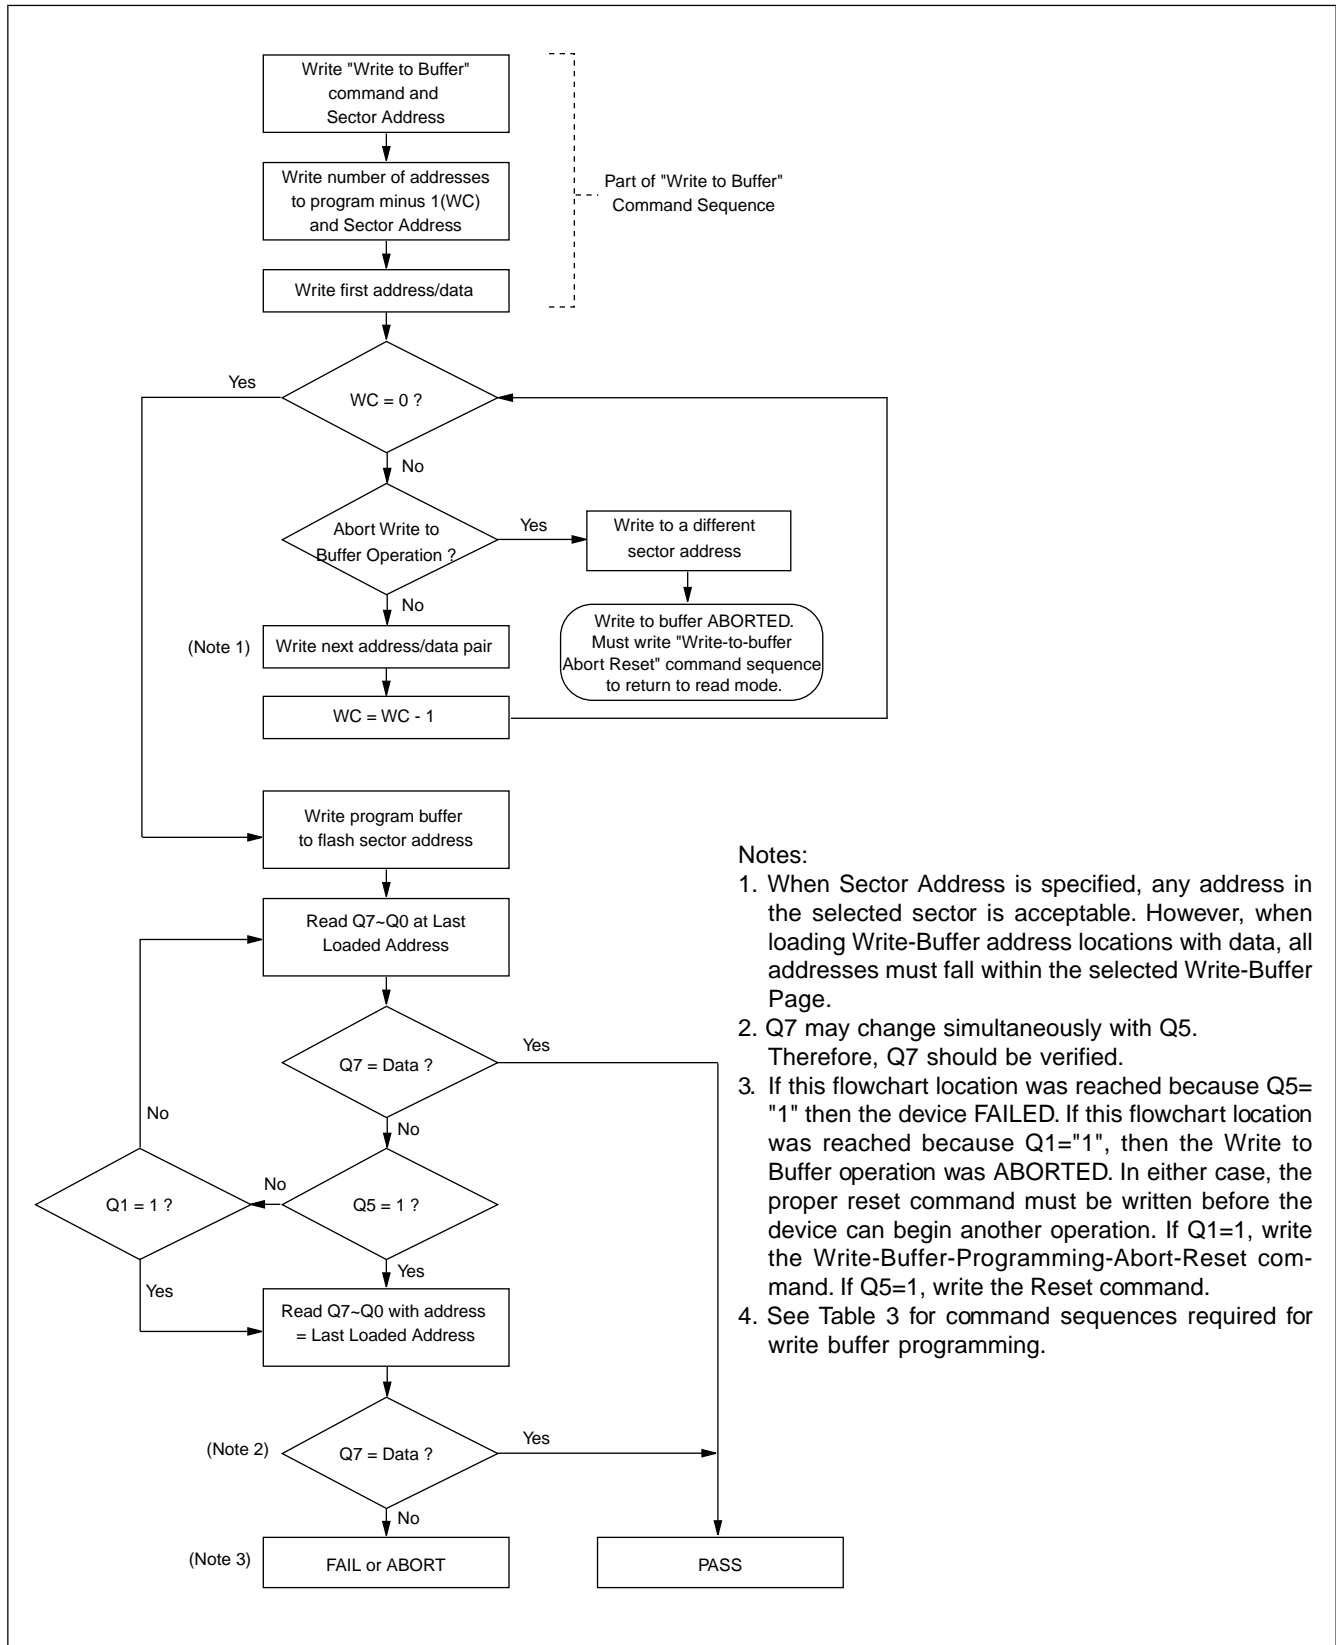 Write "Write to Buffer"
command and
Sector Address
Write number of addresses
to program minus 1(WC)
and Sector Address
Part of "Write to Buffer"
Command Sequence
Write first address/data
Yes
WC = 0 ?
No
Abort Write to
Buffer Operation ?
Yes
Write to a different
sector address
No
(Note 1)
Write next address/data pair
Write to buffer ABORTED.
Must write "Write-to-buffer
Abort Reset" command sequence
to return to read mode.
WC = WC - 1
Write program buffer
to flash sector address
Read Q7~Q0 at Last
Loaded Address
Q7 = Data ?
Yes
No
No
Q1 = 1 ?
No
Q5 = 1 ?
Yes
Yes
Read Q7~Q0 with address
= Last Loaded Address
(Note 2)
Q7 = Data ?
Yes
No
(Note 3)
FAIL or ABORT
PASS
Notes:
1. When Sector Address is specified, any address in
the selected sector is acceptable. However, when
loading Write-Buffer address locations with data, all
addresses must fall within the selected Write-Buffer
Page.
2. Q7 may change simultaneously with Q5.
Therefore, Q7 should be verified.
3. If this flowchart location was reached because Q5=
"1" then the device FAILED. If this flowchart location
was reached because Q1="1", then the Write to
Buffer operation was ABORTED. In either case, the
proper reset command must be written before the
device can begin another operation. If Q1=1, write
the Write-Buffer-Programming-Abort-Reset com-
mand. If Q5=1, write the Reset command.
4. See Table 3 for command sequences required for
write buffer programming.